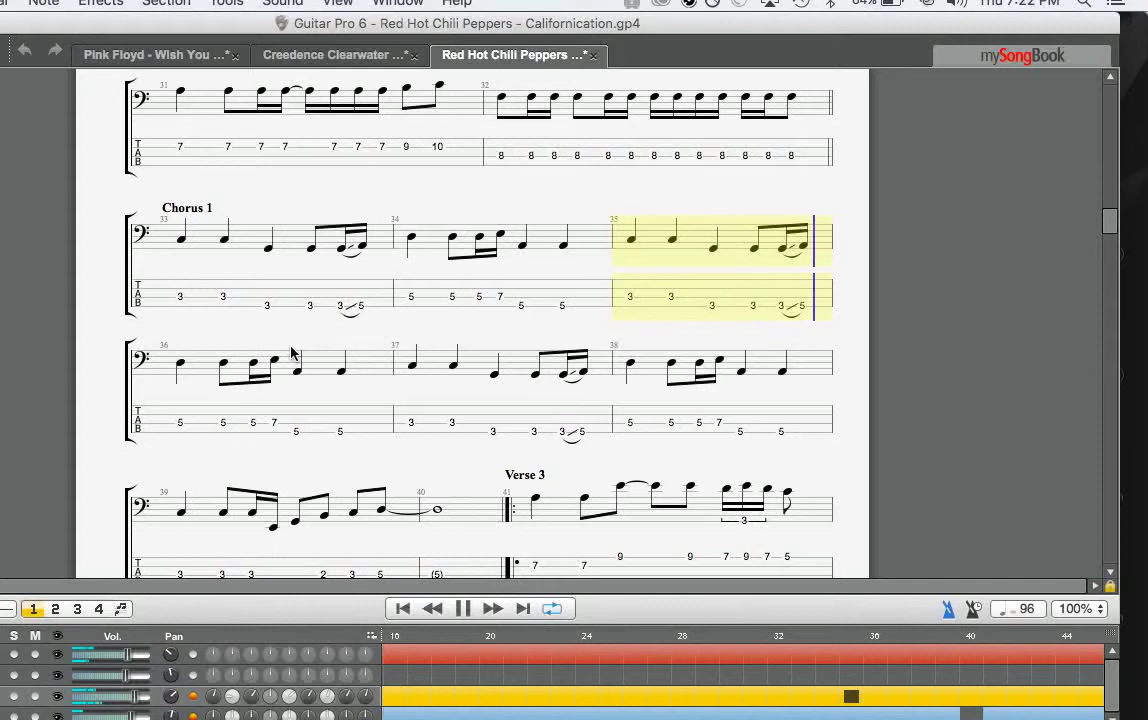 Note Effects Section Tools Sound View Window Help 64% Thu 7:22 PM
Guitar Pro 6 - Red Hot Chili Peppers - Californication.gp4
Pink Floyd - Wish You ...* x Creedence Clearwater ...* x Red Hot Chili Peppers ...* x mySongBook
31 32
T A B 7 7 7 7 7 7 7 9 10 8 8 8 8 8 8 8 8 8 8 8 8
Chorus 1
33 34 35
T A B 3 3 3 3 3 5 5 5 5 7 5 5 3 3 3 3 3 5
36 37 38
T A B 5 5 5 7 5 5 3 3 3 3 3 5 5 5 5 7 5 5
Verse 3
39 40 41
3
T 9 9 7 9 7 5
A 7 7
3 3 3 2 3 5 (5)
1 2 3 4 96 100%
S M Vol. Pan 16 20 24 28 32 36 40 44